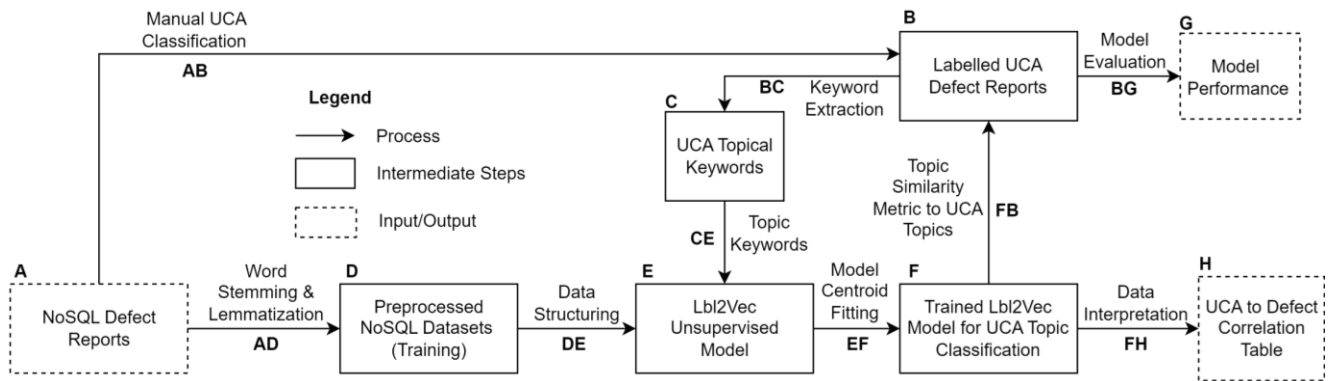 Manual UCA
Classification
AB
B
Labelled UCA
Defect Reports
Model
Evaluation
BG
G
Model
Performance
Legend
Process
Intermediate Steps
Input/Output
BC
Keyword
Extraction
C
UCA Topical
Keywords
CE
Topic
Keywords
Topic
Similarity
Metric to UCA
Topics
FB
A
NoSQL Defect
Reports
Word
Stemming &
Lemmatization
AD
D
Preprocessed
NoSQL Datasets
(Training)
Data
Structuring
DE
E
Lbl2Vec
Unsupervised
Model
Model
Centroid
Fitting
EF
F
Trained Lbl2Vec
Model for UCA Topic
Classification
Data
Interpretation
FH
H
UCA to Defect
Correlation
Table